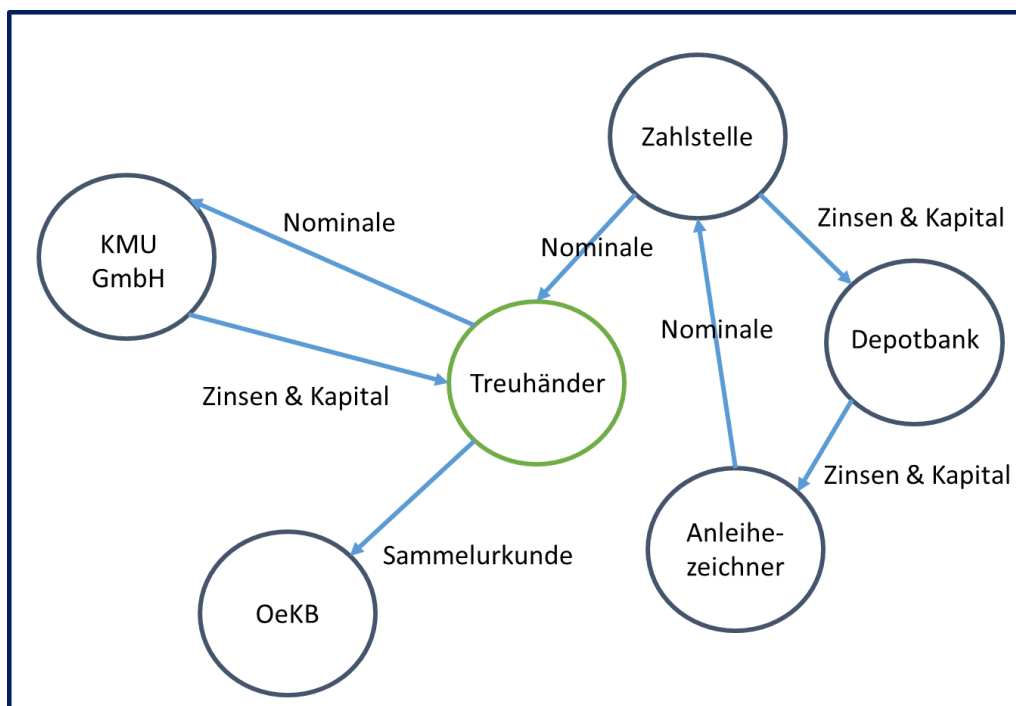 Zahlstelle
Nominale
Zinsen & Kapital
KMU
GmbH
Nominale
Nominale
Depotbank
Zinsen & Kapital
Treuhänder
Zinsen & Kapital
Anleihe-
zeichner
Sammelurkunde
OeKB